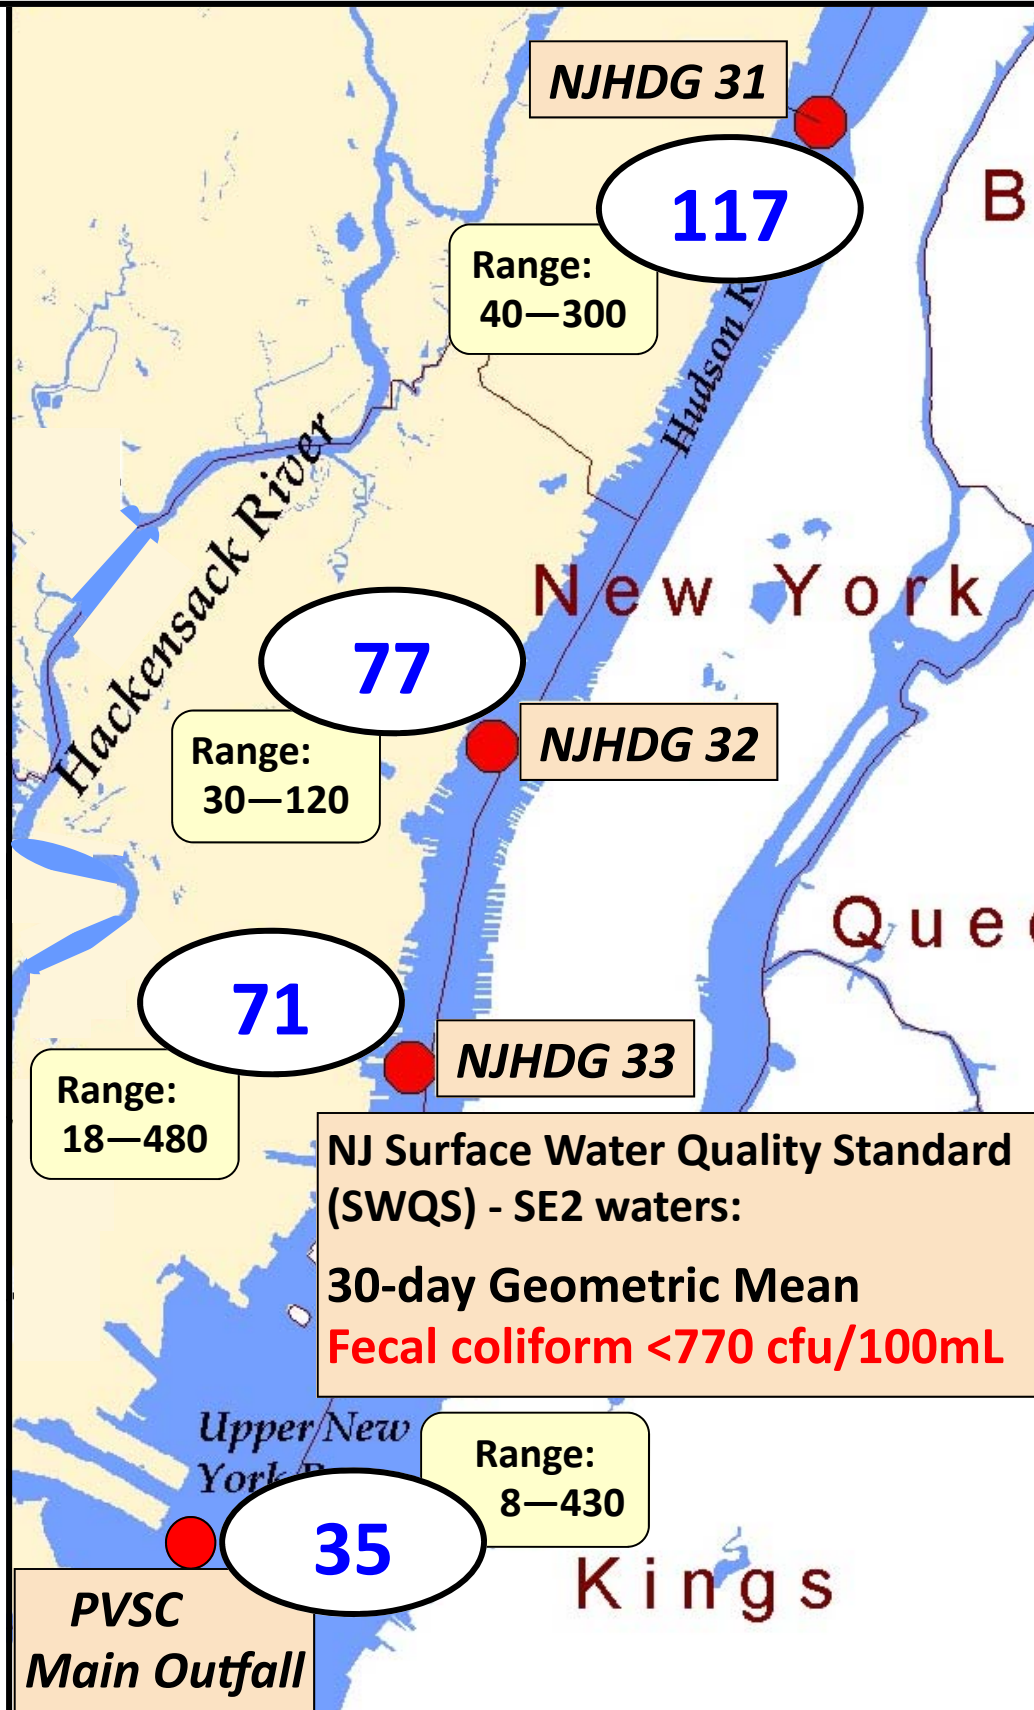 NJHDG 31
B
117
Range:
40—300
Hudson R
Hackensack River
New York
77
NJHDG 32
Range:
30—120
Que
71
NJHDG 33
Range:
18—480
NJ Surface Water Quality Standard
(SWQS) - SE2 waters:
30-day Geometric Mean
Fecal coliform <770 cfu/100mL
Upper New
York B
Range:
8—430
35
Kings
PVSC
Main Outfall